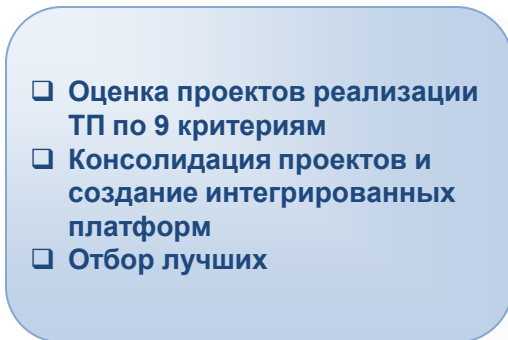 ❑ Оценка проектов реализации
ТП по 9 критериям
❑ Консолидация проектов и
создание интегрированных
платформ
❑ Отбор лучших